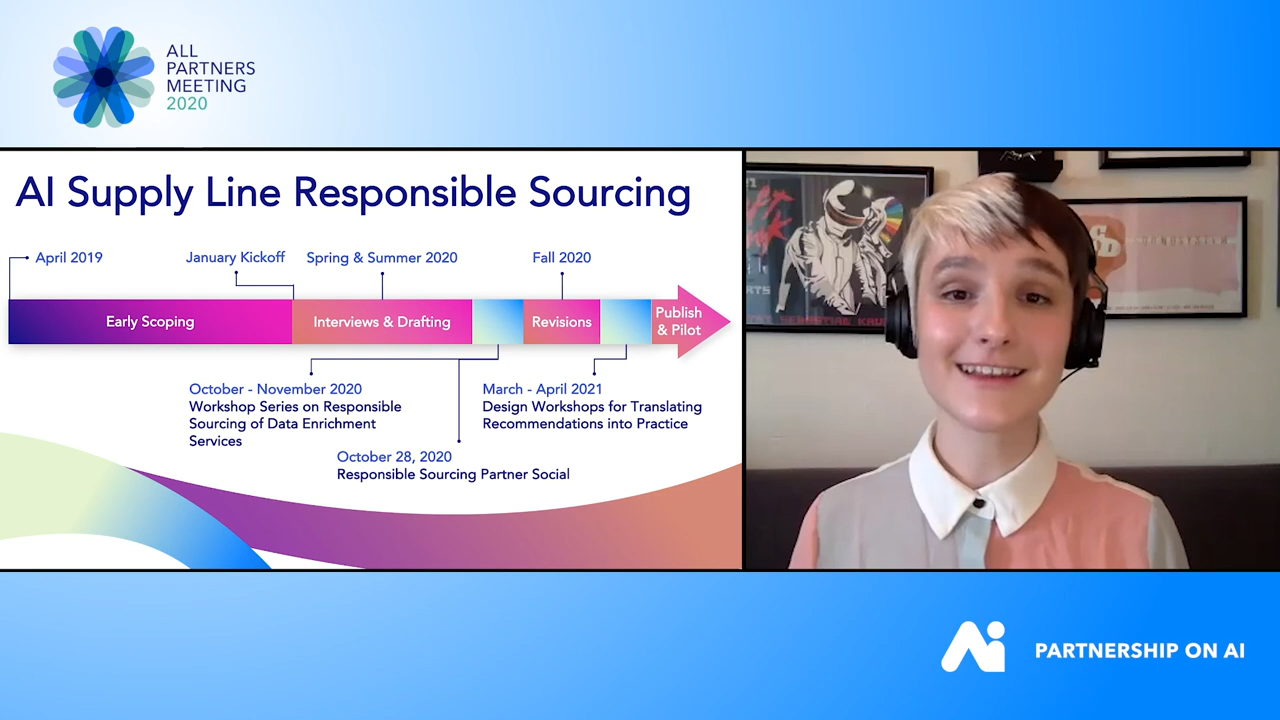 ALL
PARTNERS
MEETING
2020
AI Supply Line Responsible Sourcing
April 2019
January Kickoff
Spring & Summer 2020
Fall 2020
Early Scoping
Interviews & Drafting
Revisions
Publish
& Pilot
October - November 2020
Workshop Series on Responsible
Sourcing of Data Enrichment
Services
March - April 2021
Design Workshops for Translating
Recommendations into Practice
October 28, 2020
Responsible Sourcing Partner Social
PARTNERSHIP ON AI